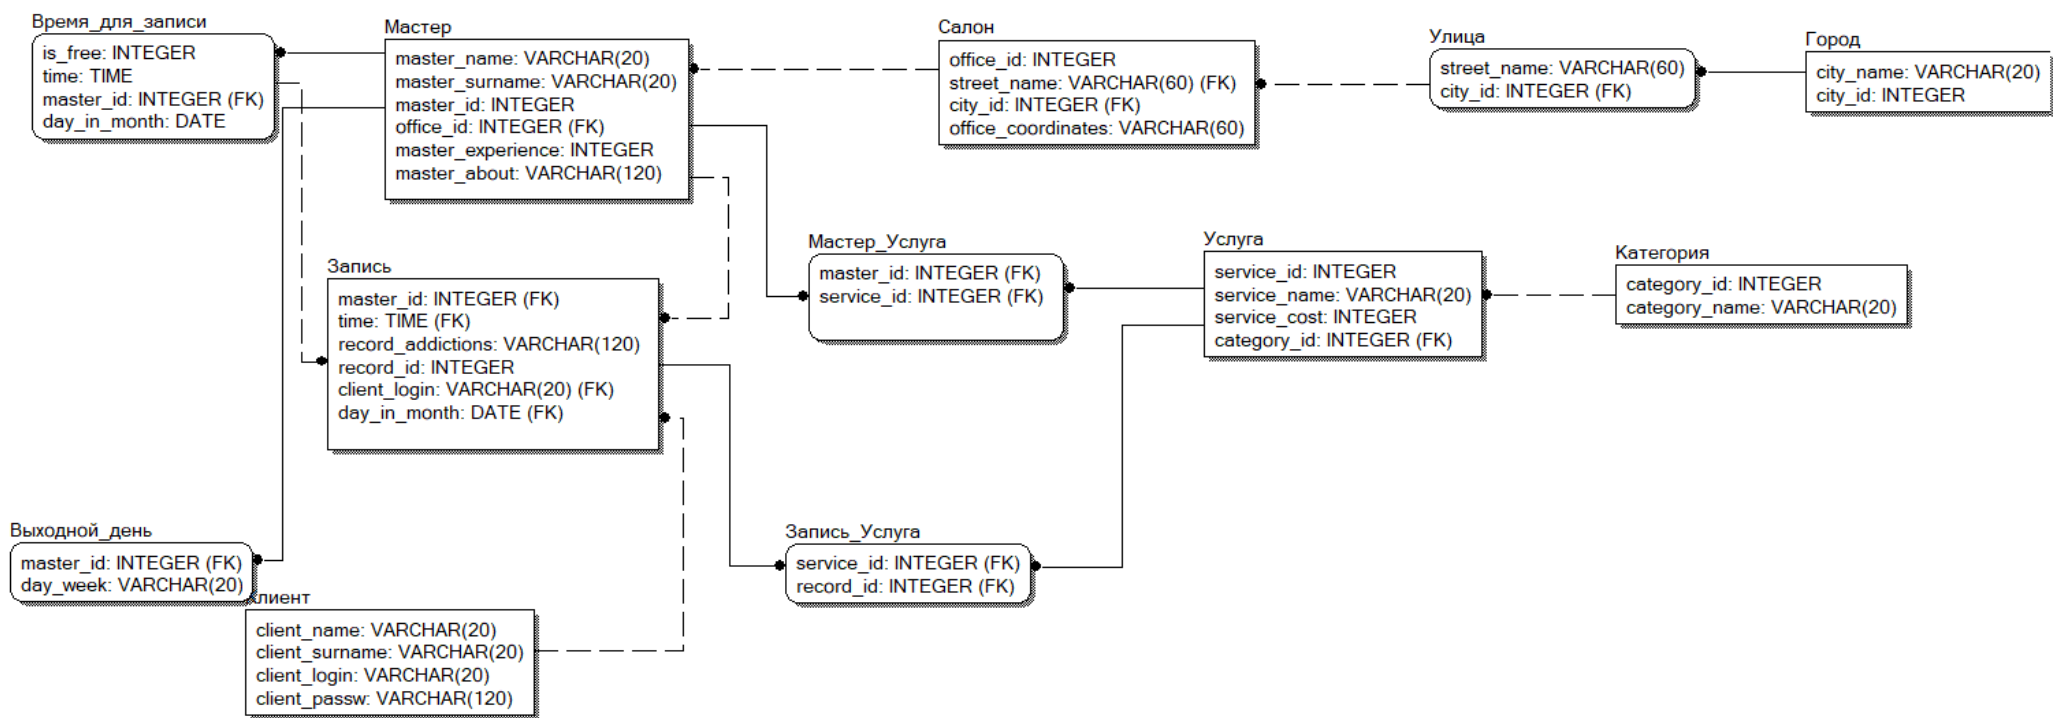 Время_для_записи
is_free: INTEGER
time: TIME
master_id: INTEGER (FK)
day_in_month: DATE
Мастер
master_name: VARCHAR(20)
master_surname: VARCHAR(20)
master_id: INTEGER
office_id: INTEGER (FK)
master_experience: INTEGER
master_about: VARCHAR(120)
Салон
office_id: INTEGER
street_name: VARCHAR(60) (FK)
city_id: INTEGER (FK)
office_coordinates: VARCHAR(60)
Улица
street_name: VARCHAR(60)
city_id: INTEGER (FK)
Город
city_name: VARCHAR(20)
city_id: INTEGER
Запись
master_id: INTEGER (FK)
time: TIME (FK)
record_addictions: VARCHAR(120)
record_id: INTEGER
client_login: VARCHAR(20) (FK)
day_in_month: DATE (FK)
Мастер_Услуга
master_id: INTEGER (FK)
service_id: INTEGER (FK)
Услуга
service_id: INTEGER
service_name: VARCHAR(20)
service_cost: INTEGER
category_id: INTEGER (FK)
Категория
category_id: INTEGER
category_name: VARCHAR(20)
Выходной_день
master_id: INTEGER (FK)
day_week: VARCHAR(20)
Запись_Услуга
service_id: INTEGER (FK)
record_id: INTEGER (FK)
лиент
client_name: VARCHAR(20)
client_surname: VARCHAR(20)
client_login: VARCHAR(20)
client_passw: VARCHAR(120)